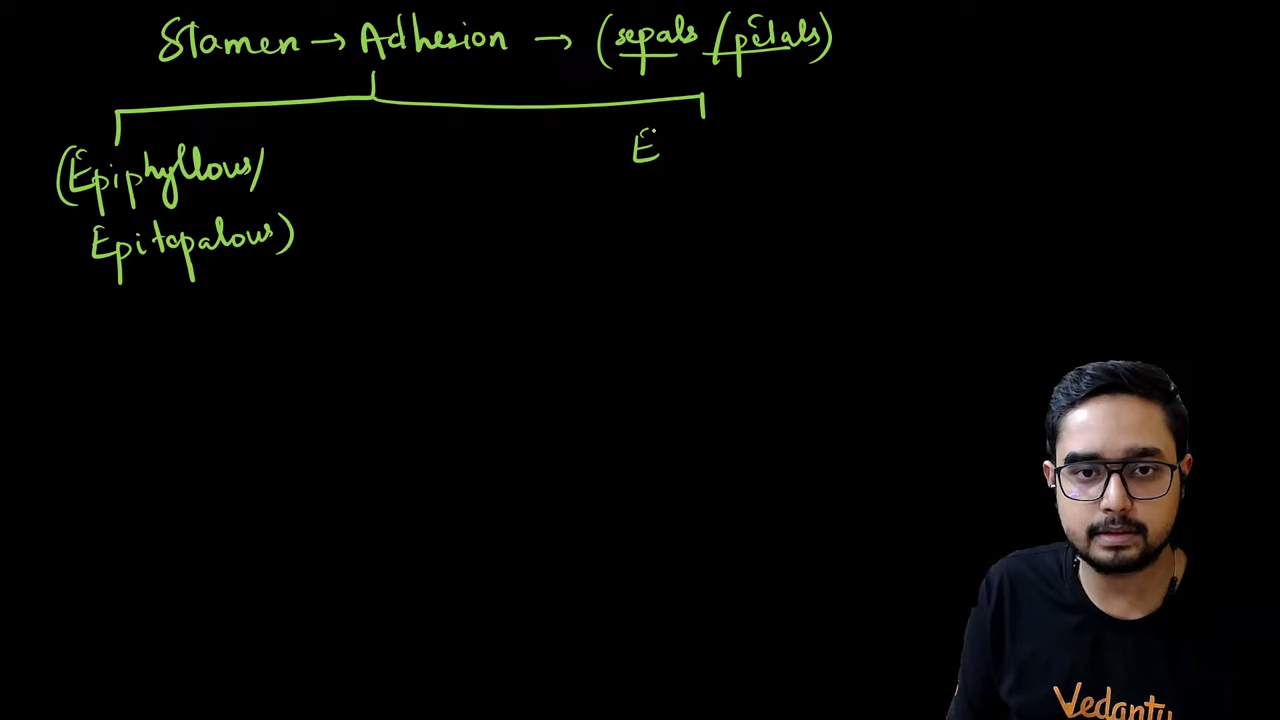 Stamen → Adhesion → (sepals / petals)
(Epiphyllous/
Epitepalous)
E
Vedantu